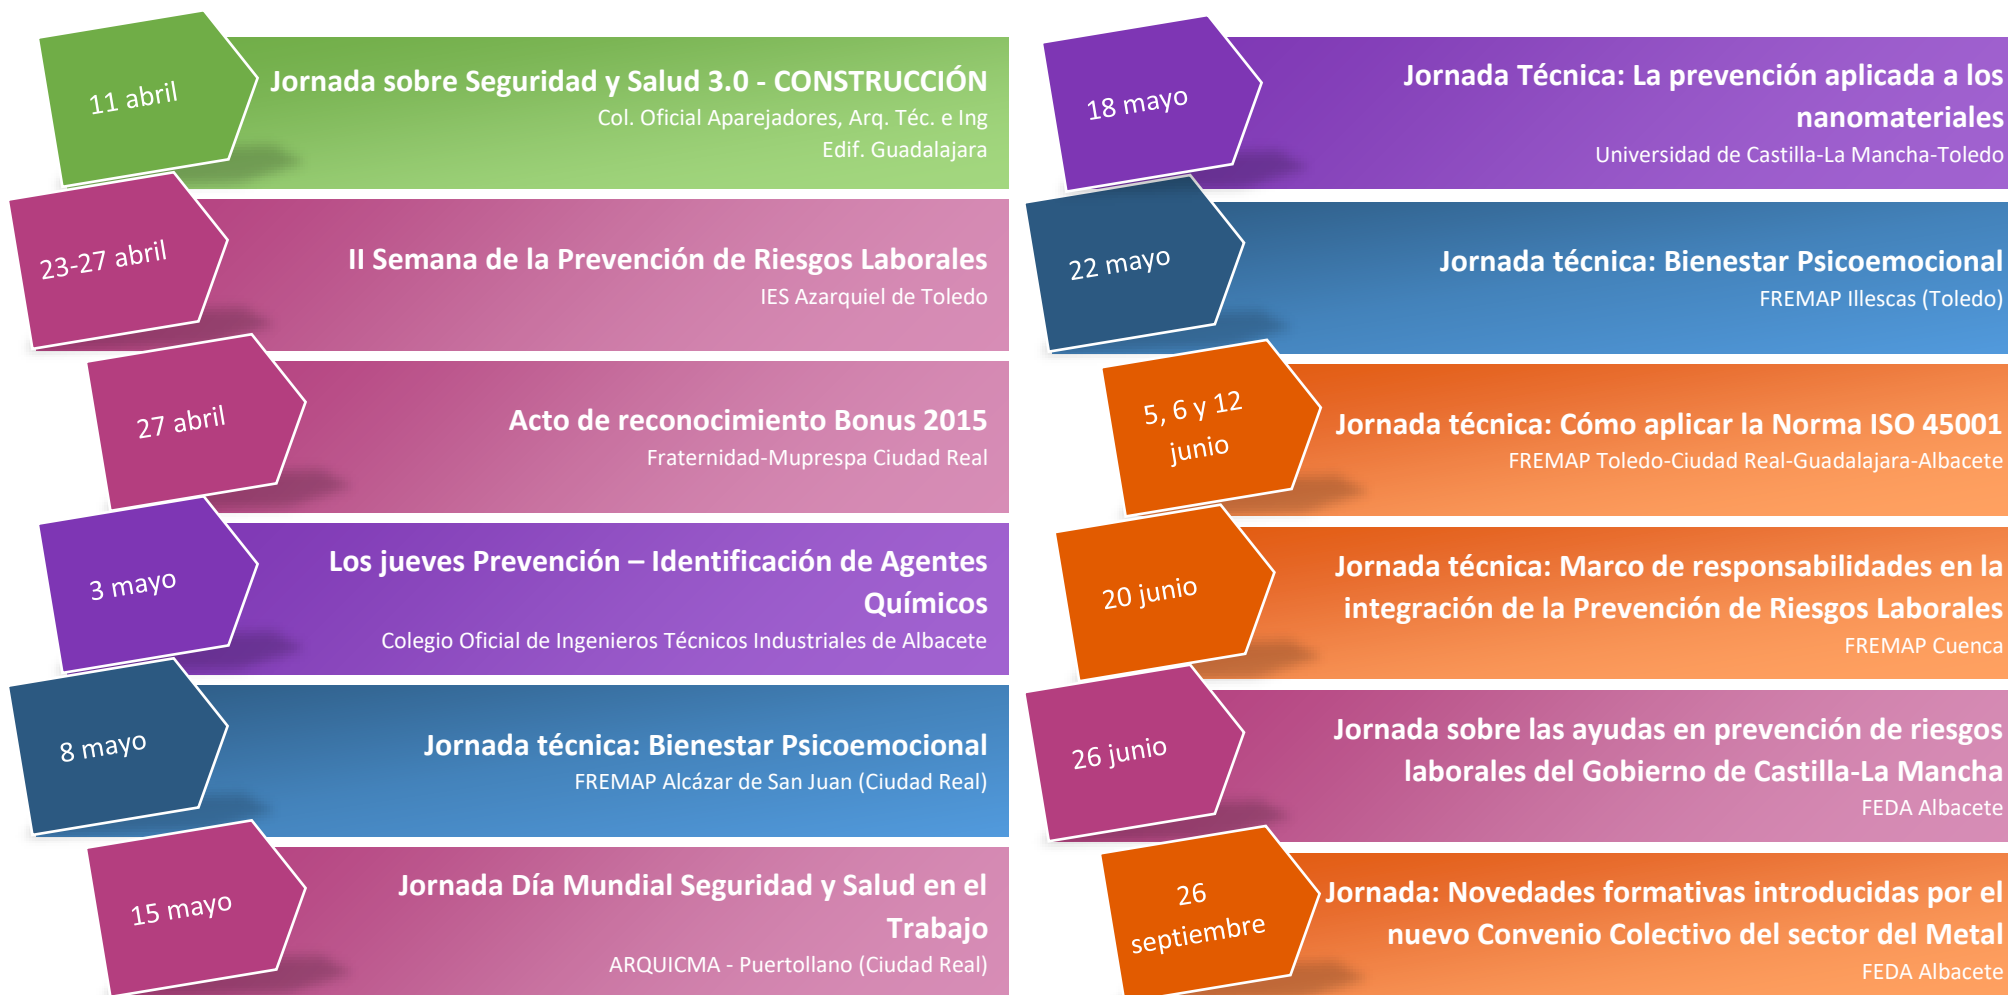 11 abril
Jornada sobre Seguridad y Salud 3.0 - CONSTRUCCIÓN
Col. Oficial Aparejadores, Arq. Téc. e Ing
Edif. Guadalajara
23-27 abril
II Semana de la Prevención de Riesgos Laborales
IES Azarquiel de Toledo
27 abril
Acto de reconocimiento Bonus 2015
Fraternidad-Muprespa Ciudad Real
3 mayo
Los jueves Prevención – Identificación de Agentes
Químicos
Colegio Oficial de Ingenieros Técnicos Industriales de Albacete
8 mayo
Jornada técnica: Bienestar Psicoemocional
FREMAP Alcázar de San Juan (Ciudad Real)
15 mayo
Jornada Día Mundial Seguridad y Salud en el
Trabajo
ARQUICMA - Puertollano (Ciudad Real)
18 mayo
Jornada Técnica: La prevención aplicada a los
nanomateriales
Universidad de Castilla-La Mancha-Toledo
22 mayo
Jornada técnica: Bienestar Psicoemocional
FREMAP Illescas (Toledo)
5, 6 y 12
junio
Jornada técnica: Cómo aplicar la Norma ISO 45001
FREMAP Toledo-Ciudad Real-Guadalajara-Albacete
20 junio
Jornada técnica: Marco de responsabilidades en la
integración de la Prevención de Riesgos Laborales
FREMAP Cuenca
26 junio
Jornada sobre las ayudas en prevención de riesgos
laborales del Gobierno de Castilla-La Mancha
FEDA Albacete
26
septiembre
Jornada: Novedades formativas introducidas por el
nuevo Convenio Colectivo del sector del Metal
FEDA Albacete